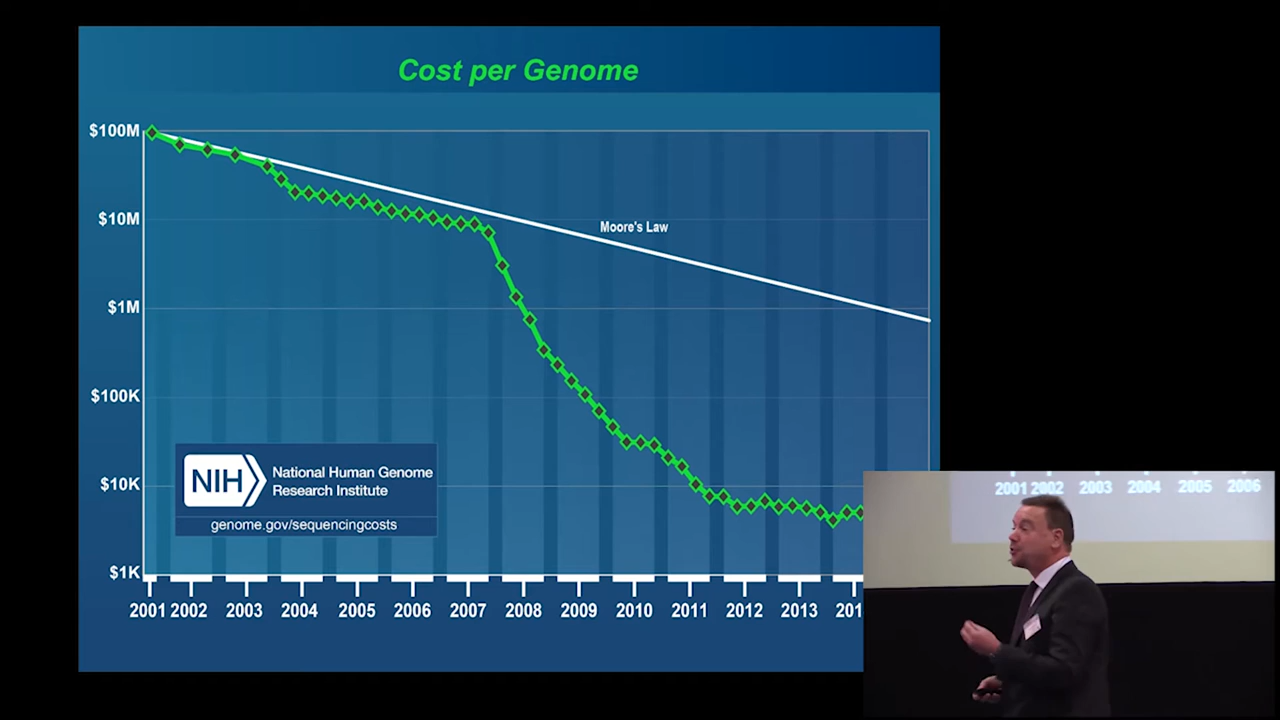 Cost per Genome
$100M
$10M
Moore's Law
$1M
$100K
$10K
$1K
NIH
National Human Genome
Research Institute
genome.gov/sequencingcosts
2001 2002 2003 2004 2005 2006 2007 2008 2009 2010 2011 2012 2013 201
2001 2002 2003 2004 2005 2006